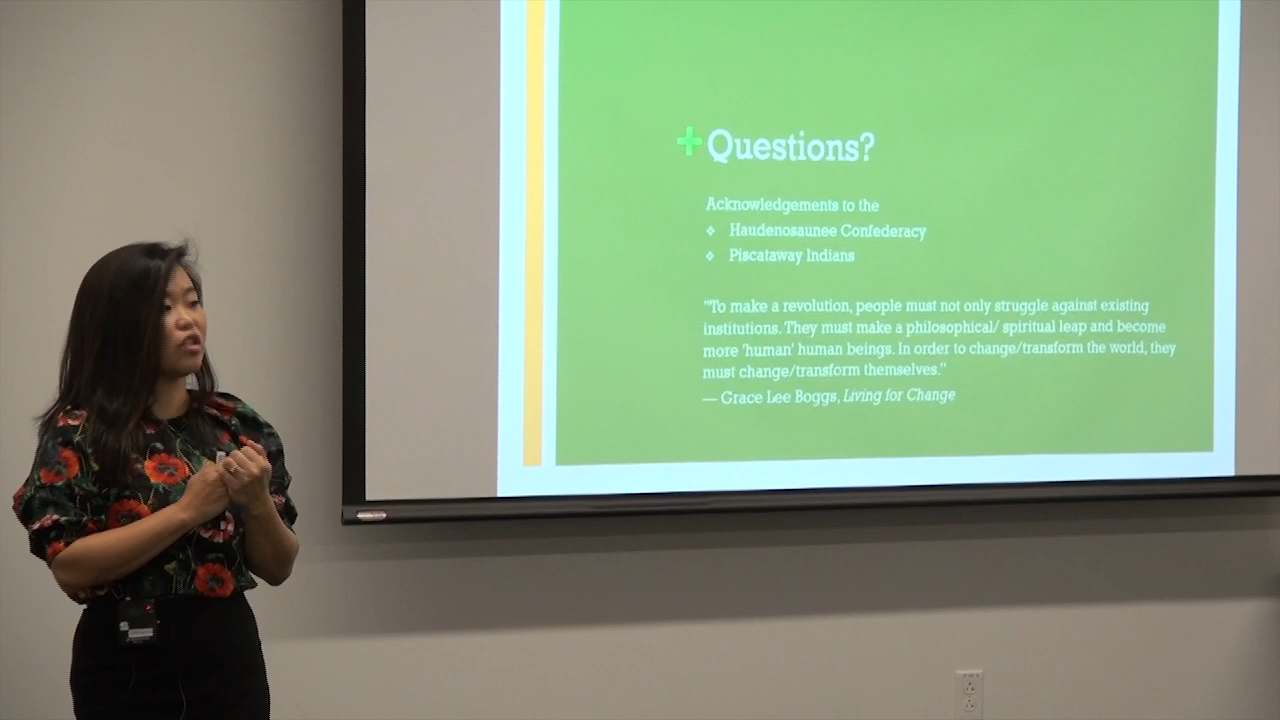 Questions?
Acknowledgements to the
❖ Haudenosaunee Confederacy
❖ Piscataway Indians
"To make a revolution, people must not only struggle against existing
institutions. They must make a philosophical/ spiritual leap and become
more 'human' human beings. In order to change/transform the world, they
must change/transform themselves."
— Grace Lee Boggs, Living for Change